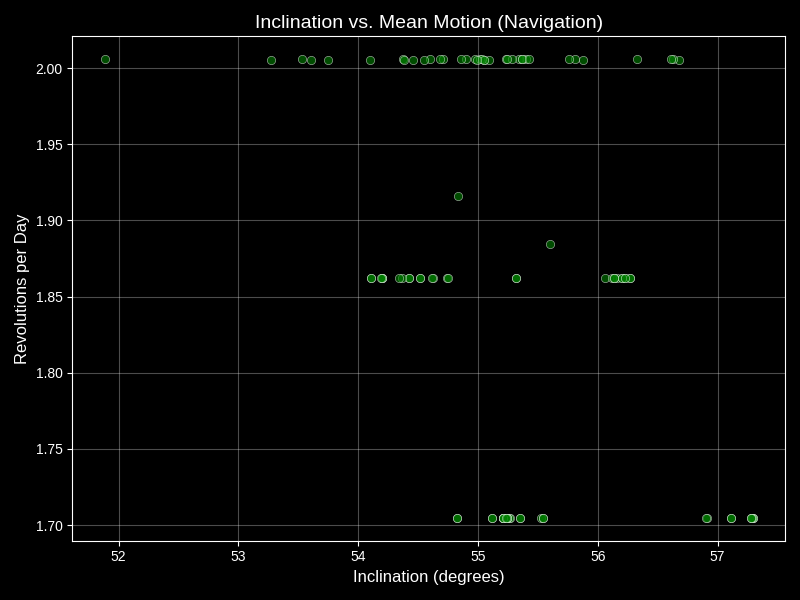 Inclination vs. Mean Motion (Navigation)
2.00
1.95
1.90
1.85
1.80
1.75
1.70
Revolutions per Day
52 53 54 55 56 57
Inclination (degrees)